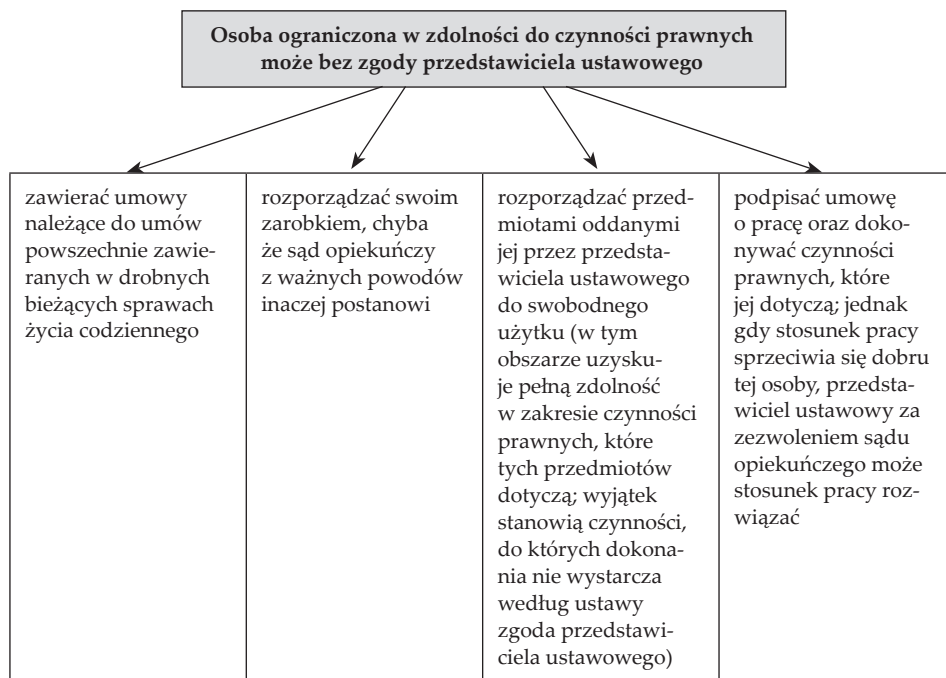 Osoba ograniczona w zdolności do czynności prawnych
może bez zgody przedstawiciela ustawowego
zawierać umowy
należące do umów
powszechnie zawie-
ranych w drobnych
bieżących sprawach
życia codziennego
rozporządzać swoim
zarobkiem, chyba
że sąd opiekuńczy
z ważnych powodów
inaczej postanowi
rozporządzać przed-
miotami oddanymi
jej przez przedsta-
wiciela ustawowego
do swobodnego
użytku (w tym
obszarze uzysku-
je pełną zdolność
w zakresie czynności
prawnych, które
tych przedmiotów
dotyczą; wyjątek
stanowią czynności,
do których dokona-
nia nie wystarcza
według ustawy
zgoda przedstawi-
ciela ustawowego)
podpisać umowę
o pracę oraz doko-
nywać czynności
prawnych, które
jej dotyczą; jednak
gdy stosunek pracy
sprzeciwia się dobru
tej osoby, przedsta-
wiciel ustawowy za
zezwoleniem sądu
opiekuńczego może
stosunek pracy roz-
wiązać